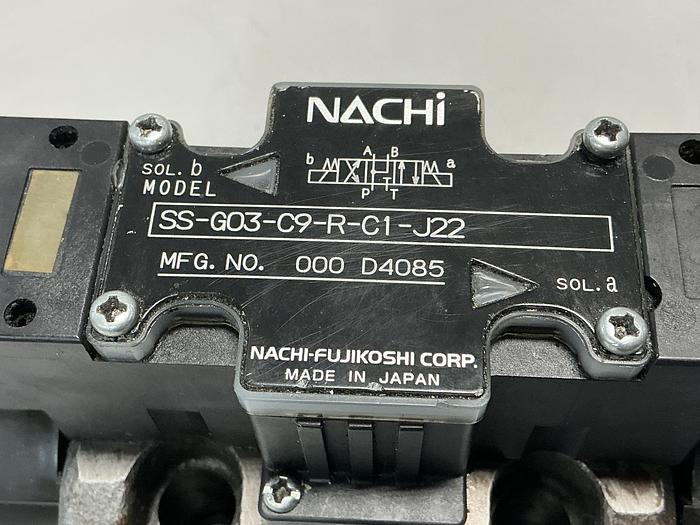 NACHi
A B
b a
P T
SOL. b
MODEL
SS-G03-C9-R-C1-J22
MFG. NO. 000 D4085
SOL. a
NACHI-FUJIKOSHI CORP.
MADE IN JAPAN